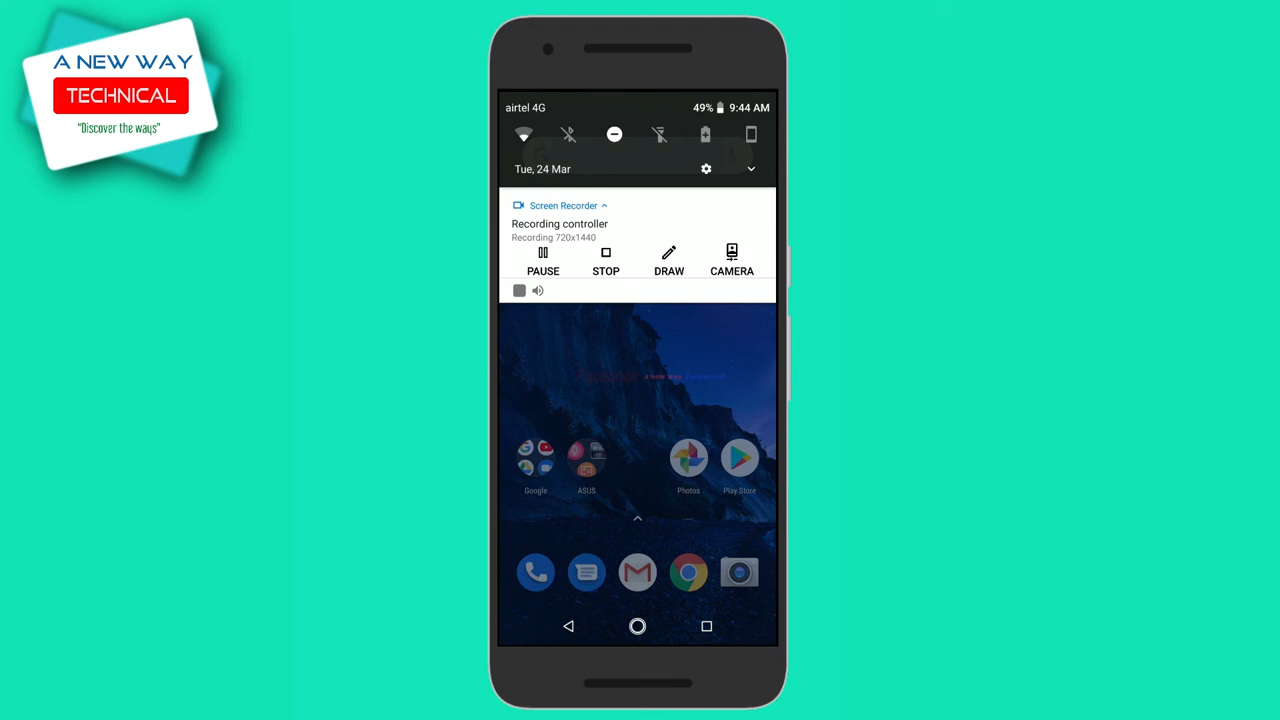 A NEW WAY
TECHNICAL
"Discover the ways"
airtel 4G
49%
9:44 AM
Tue, 24 Mar
Screen Recorder
Recording controller
Recording 720x1440
PAUSE
STOP
DRAW
CAMERA
Google
ASUS
Photos
Play Store